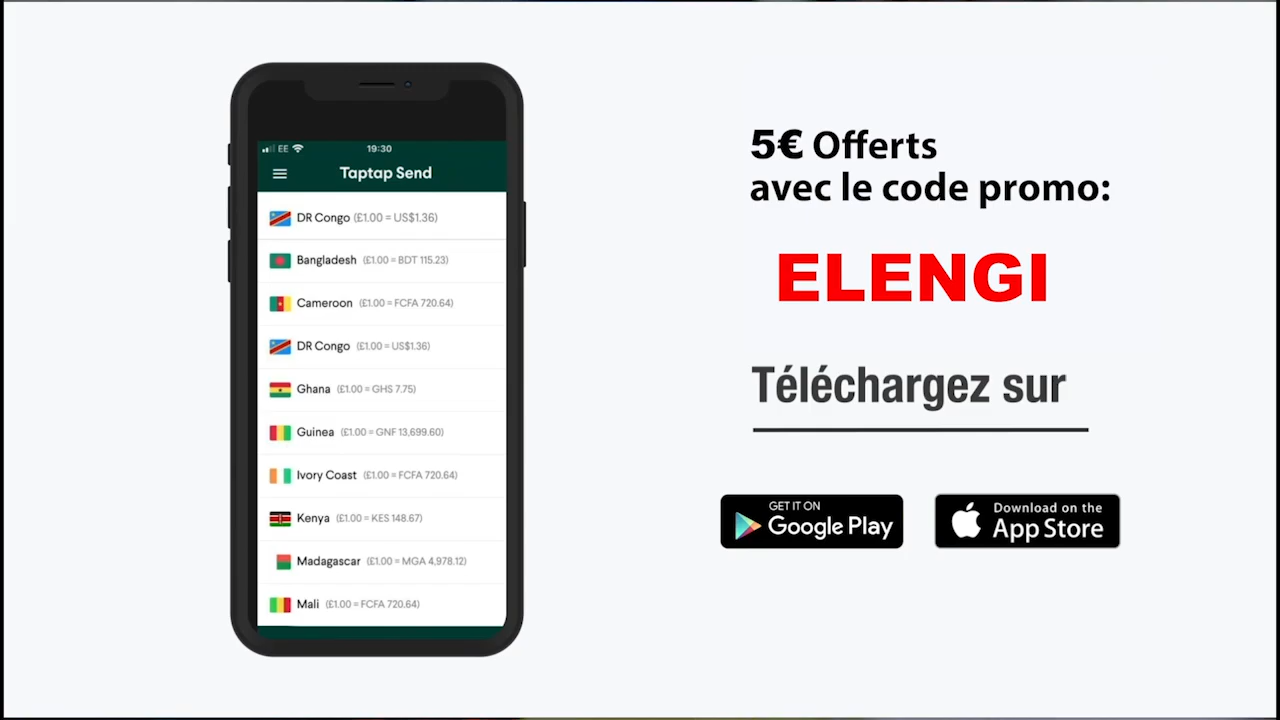 EE 19:30
Taptap Send
DR Congo (£1.00 = US$1.36)
Bangladesh (£1.00 = BDT 115.23)
Cameroon (£1.00 = FCFA 720.64)
DR Congo (£1.00 = US$1.36)
Ghana (£1.00 = GHS 7.75)
Guinea (£1.00 = GNF 13,699.60)
Ivory Coast (£1.00 = FCFA 720.64)
Kenya (£1.00 = KES 148.67)
Madagascar (£1.00 = MGA 4,978.12)
Mali (£1.00 = FCFA 720.64)
5€ Offerts
avec le code promo:
ELENGI
Téléchargez sur
GET IT ON
Google Play
Download on the
App Store